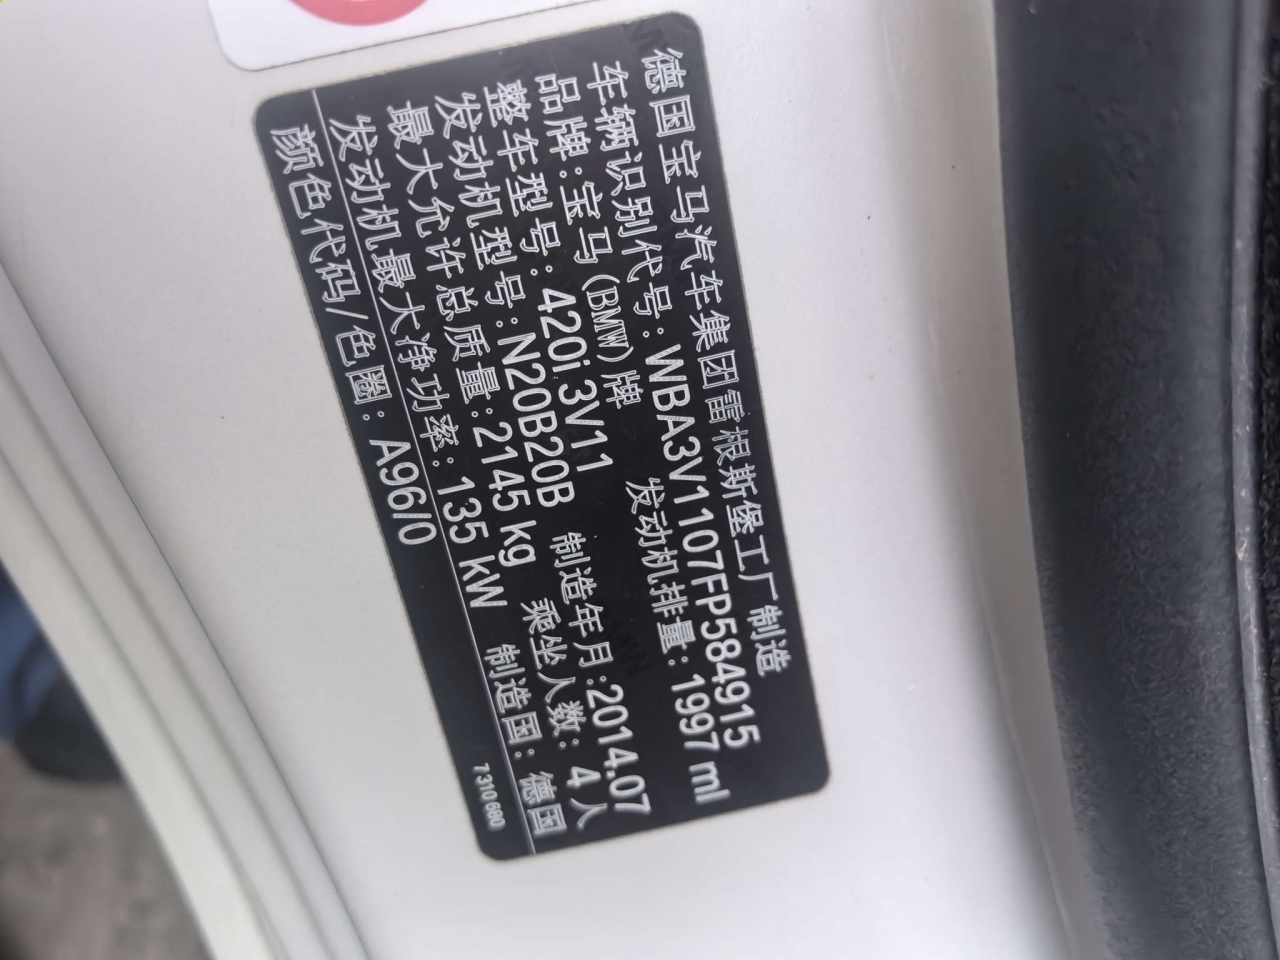 德国宝马汽车集团雷根斯堡工厂制造
车辆识别代号:WBA3V1107FP584915
品牌:宝马(BMW)牌 发动机排量:1997 ml
整车型号:420i 3V11
发动机型号:N20B20B 制造年月:2014.07
最大允许总质量:2145 kg 乘坐人数: 4 人
发动机最大净功率:135 kW 制造国: 德国
颜色代码/色圈: A96/0
7 310 680